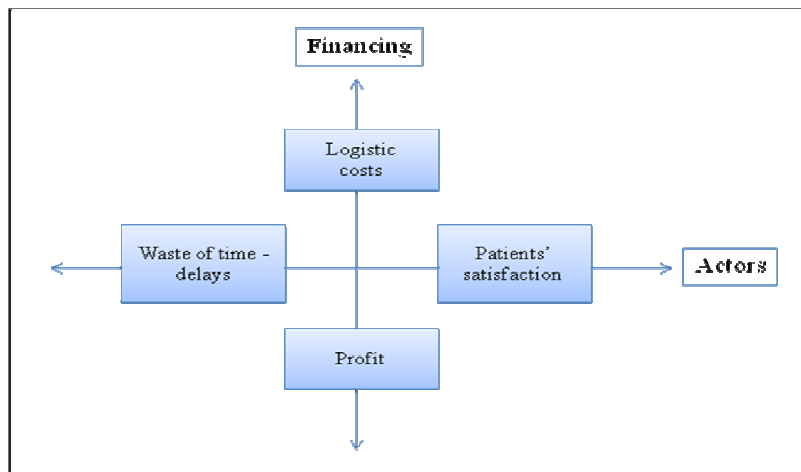 Financing
Logistic
costs
Waste of time -
delays
Patients'
satisfaction
Actors
Profit